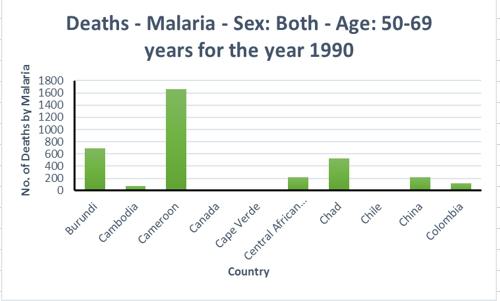 Deaths - Malaria - Sex: Both - Age: 50-69
years for the year 1990
No. of Deaths by Malaria
1800
1600
1400
1200
1000
800
600
400
200
0
Burundi
Cambodia
Cameroon
Canada
Cape Verde
Central African...
Chad
Chile
China
Colombia
Country